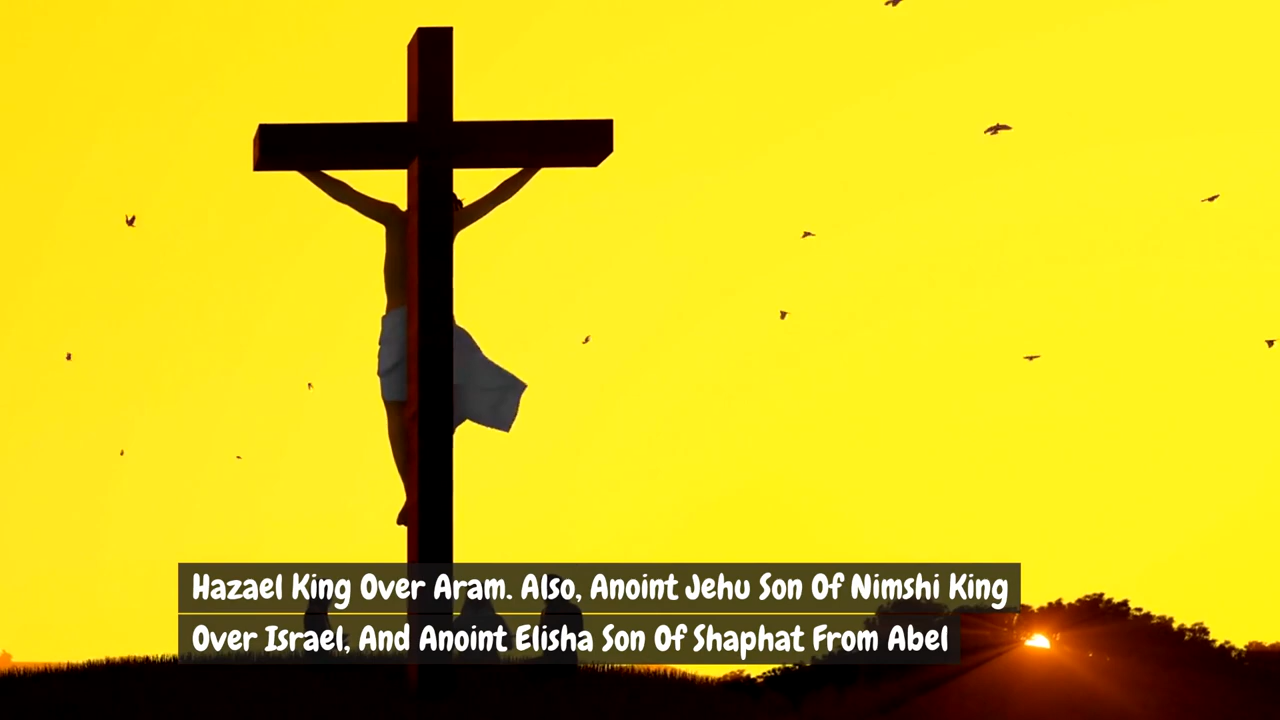 Hazael King Over Aram. Also, Anoint Jehu Son Of Nimshi King
Over Israel, And Anoint Elisha Son Of Shaphat From Abel